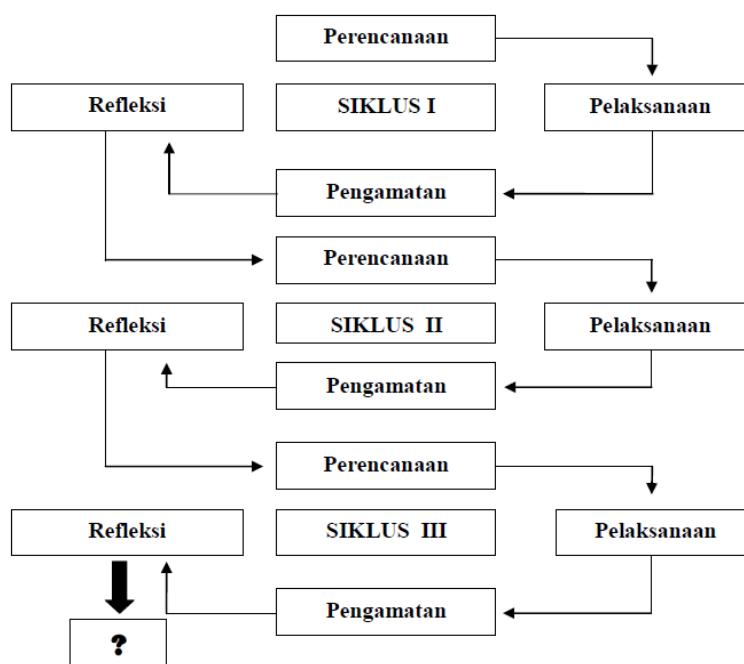 Perencanaan
Refleksi
SIKLUS I
Pelaksanaan
Pengamatan
Perencanaan
Refleksi
SIKLUS II
Pelaksanaan
Pengamatan
Perencanaan
Refleksi
SIKLUS III
Pelaksanaan
Pengamatan
?